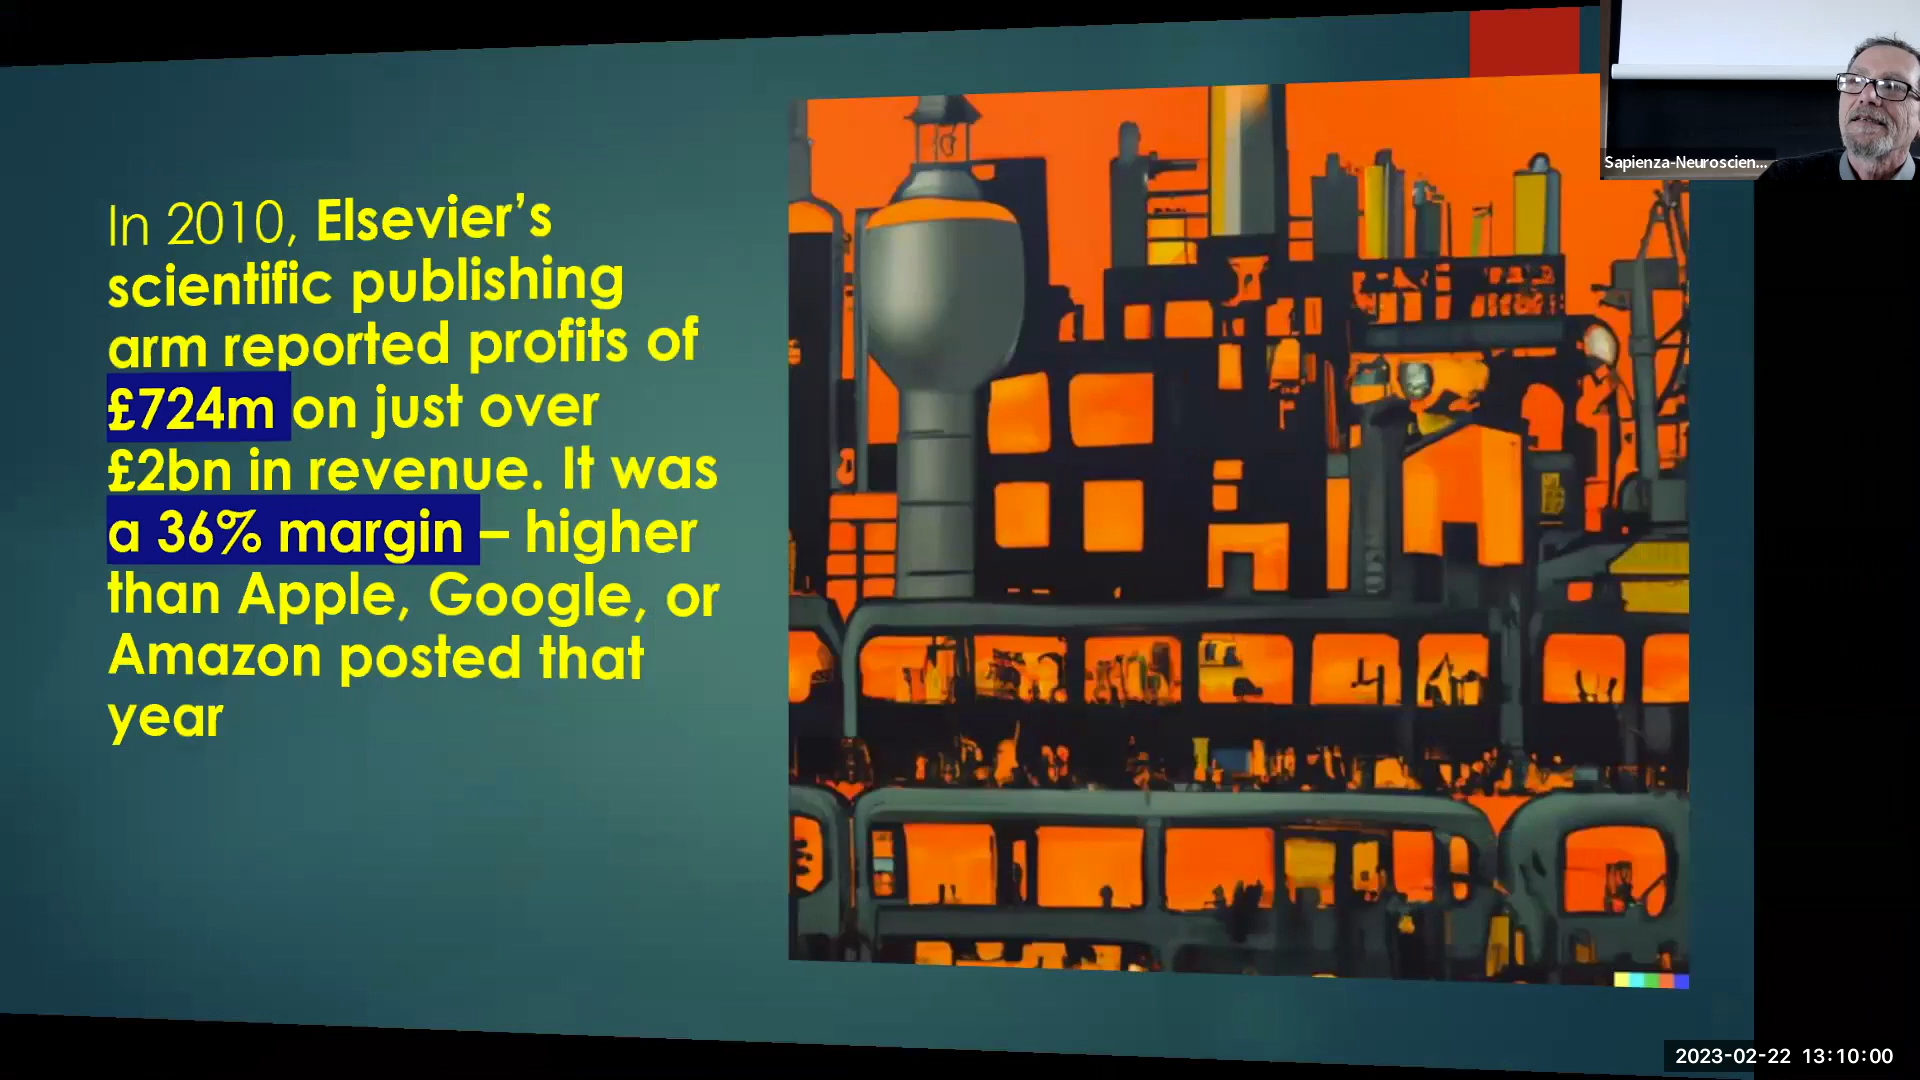 In 2010, Elsevier’s
scientific publishing
arm reported profits of
£724m on just over
£2bn in revenue. It was
a 36% margin – higher
than Apple, Google, or
Amazon posted that
year
Sapienza-Neuroscien...
2023-02-22 13:10:00